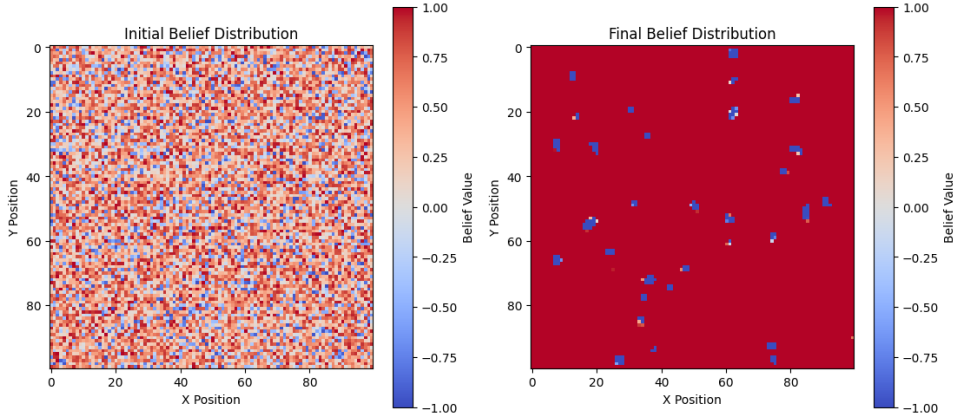 Initial Belief Distribution
Final Belief Distribution
0
20
40
60
80
Y Position
0 20 40 60 80
X Position
1.00
0.75
0.50
0.25
0.00
−0.25
−0.50
−0.75
−1.00
Belief Value
0
20
40
60
80
Y Position
0 20 40 60 80
X Position
1.00
0.75
0.50
0.25
0.00
−0.25
−0.50
−0.75
−1.00
Belief Value